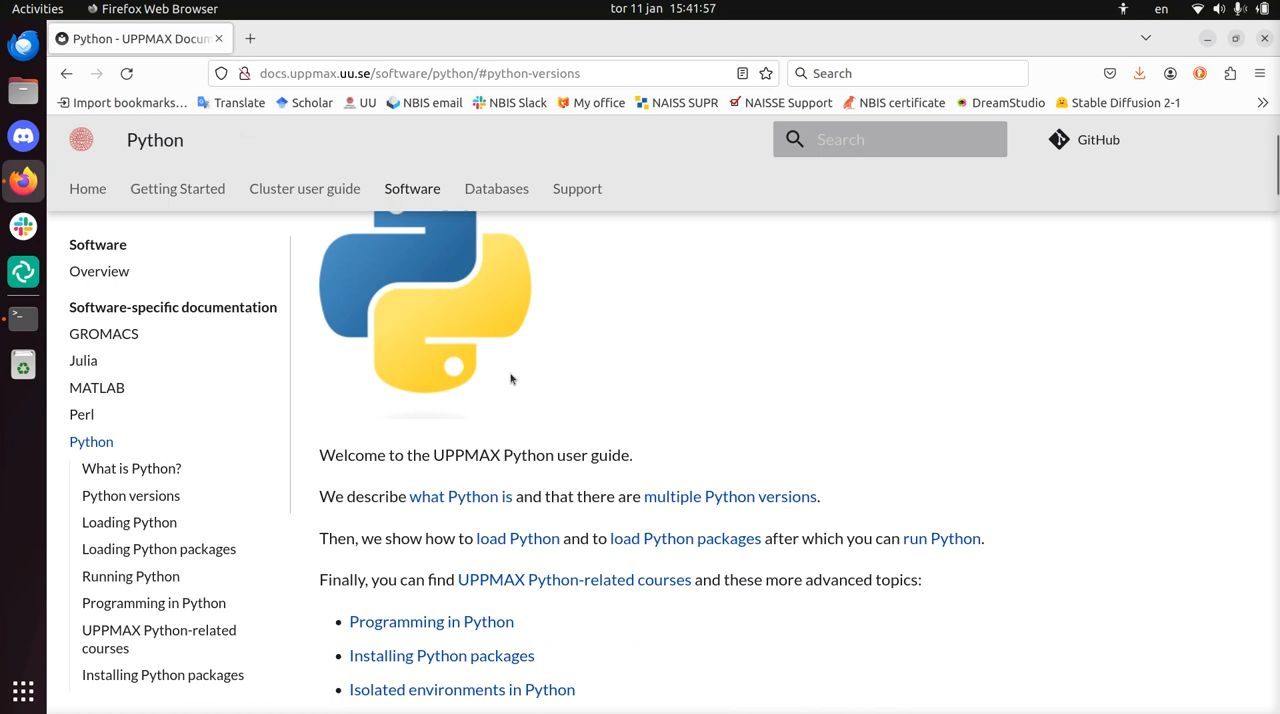 Activities Firefox Web Browser tor 11 jan 15:41:57 en
Python - UPPMAX Docum
docs.uppmax.uu.se/software/python/#python-versions Search
Import bookmarks... Translate Scholar UU NBIS email NBIS Slack My office NAISS SUPR NAISSE Support NBIS certificate DreamStudio Stable Diffusion 2-1
Python Search GitHub
Home Getting Started Cluster user guide Software Databases Support
Software
Overview
Software-specific documentation
GROMACS
Julia
MATLAB
Perl
Python
What is Python?
Python versions
Loading Python
Loading Python packages
Running Python
Programming in Python
UPPMAX Python-related
courses
Installing Python packages
Welcome to the UPPMAX Python user guide.
We describe what Python is and that there are multiple Python versions.
Then, we show how to load Python and to load Python packages after which you can run Python.
Finally, you can find UPPMAX Python-related courses and these more advanced topics:
• Programming in Python
• Installing Python packages
• Isolated environments in Python